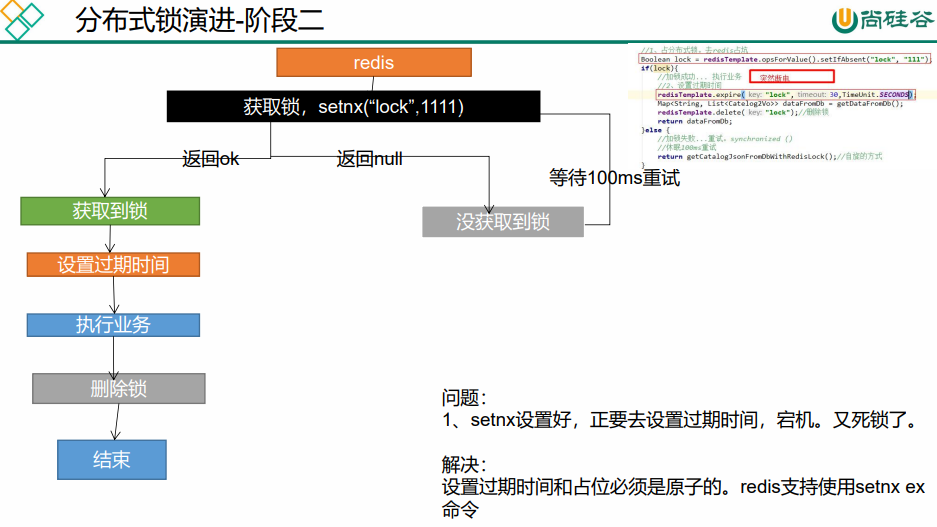 分布式锁演进-阶段二
尚硅谷
redis
获取锁，setnx(“lock”,1111)
返回ok
返回null
等待100ms重试
获取到锁
没获取到锁
设置过期时间
执行业务
删除锁
结束
//1、占分布式锁。去redis占坑
Boolean lock = redisTemplate.opsForValue().setIfAbsent("lock", "111");
if(lock){
//加锁成功... 执行业务
突然断电
//2、设置过期时间
redisTemplate.expire( key: "lock", timeout: 30,TimeUnit.SECONDS);
Map<String, List<Catelog2Vo>> dataFromDb = getDataFromDb();
redisTemplate.delete( key: "lock");//删除锁
return dataFromDb;
}else {
//加锁失败...重试。synchronized ()
//休眠100ms重试
return getCatalogJsonFromDbWithRedisLock();//自旋的方式
}
问题：
1、setnx设置好，正要去设置过期时间，宕机。又死锁了。
解决：
设置过期时间和占位必须是原子的。redis支持使用setnx ex
命令